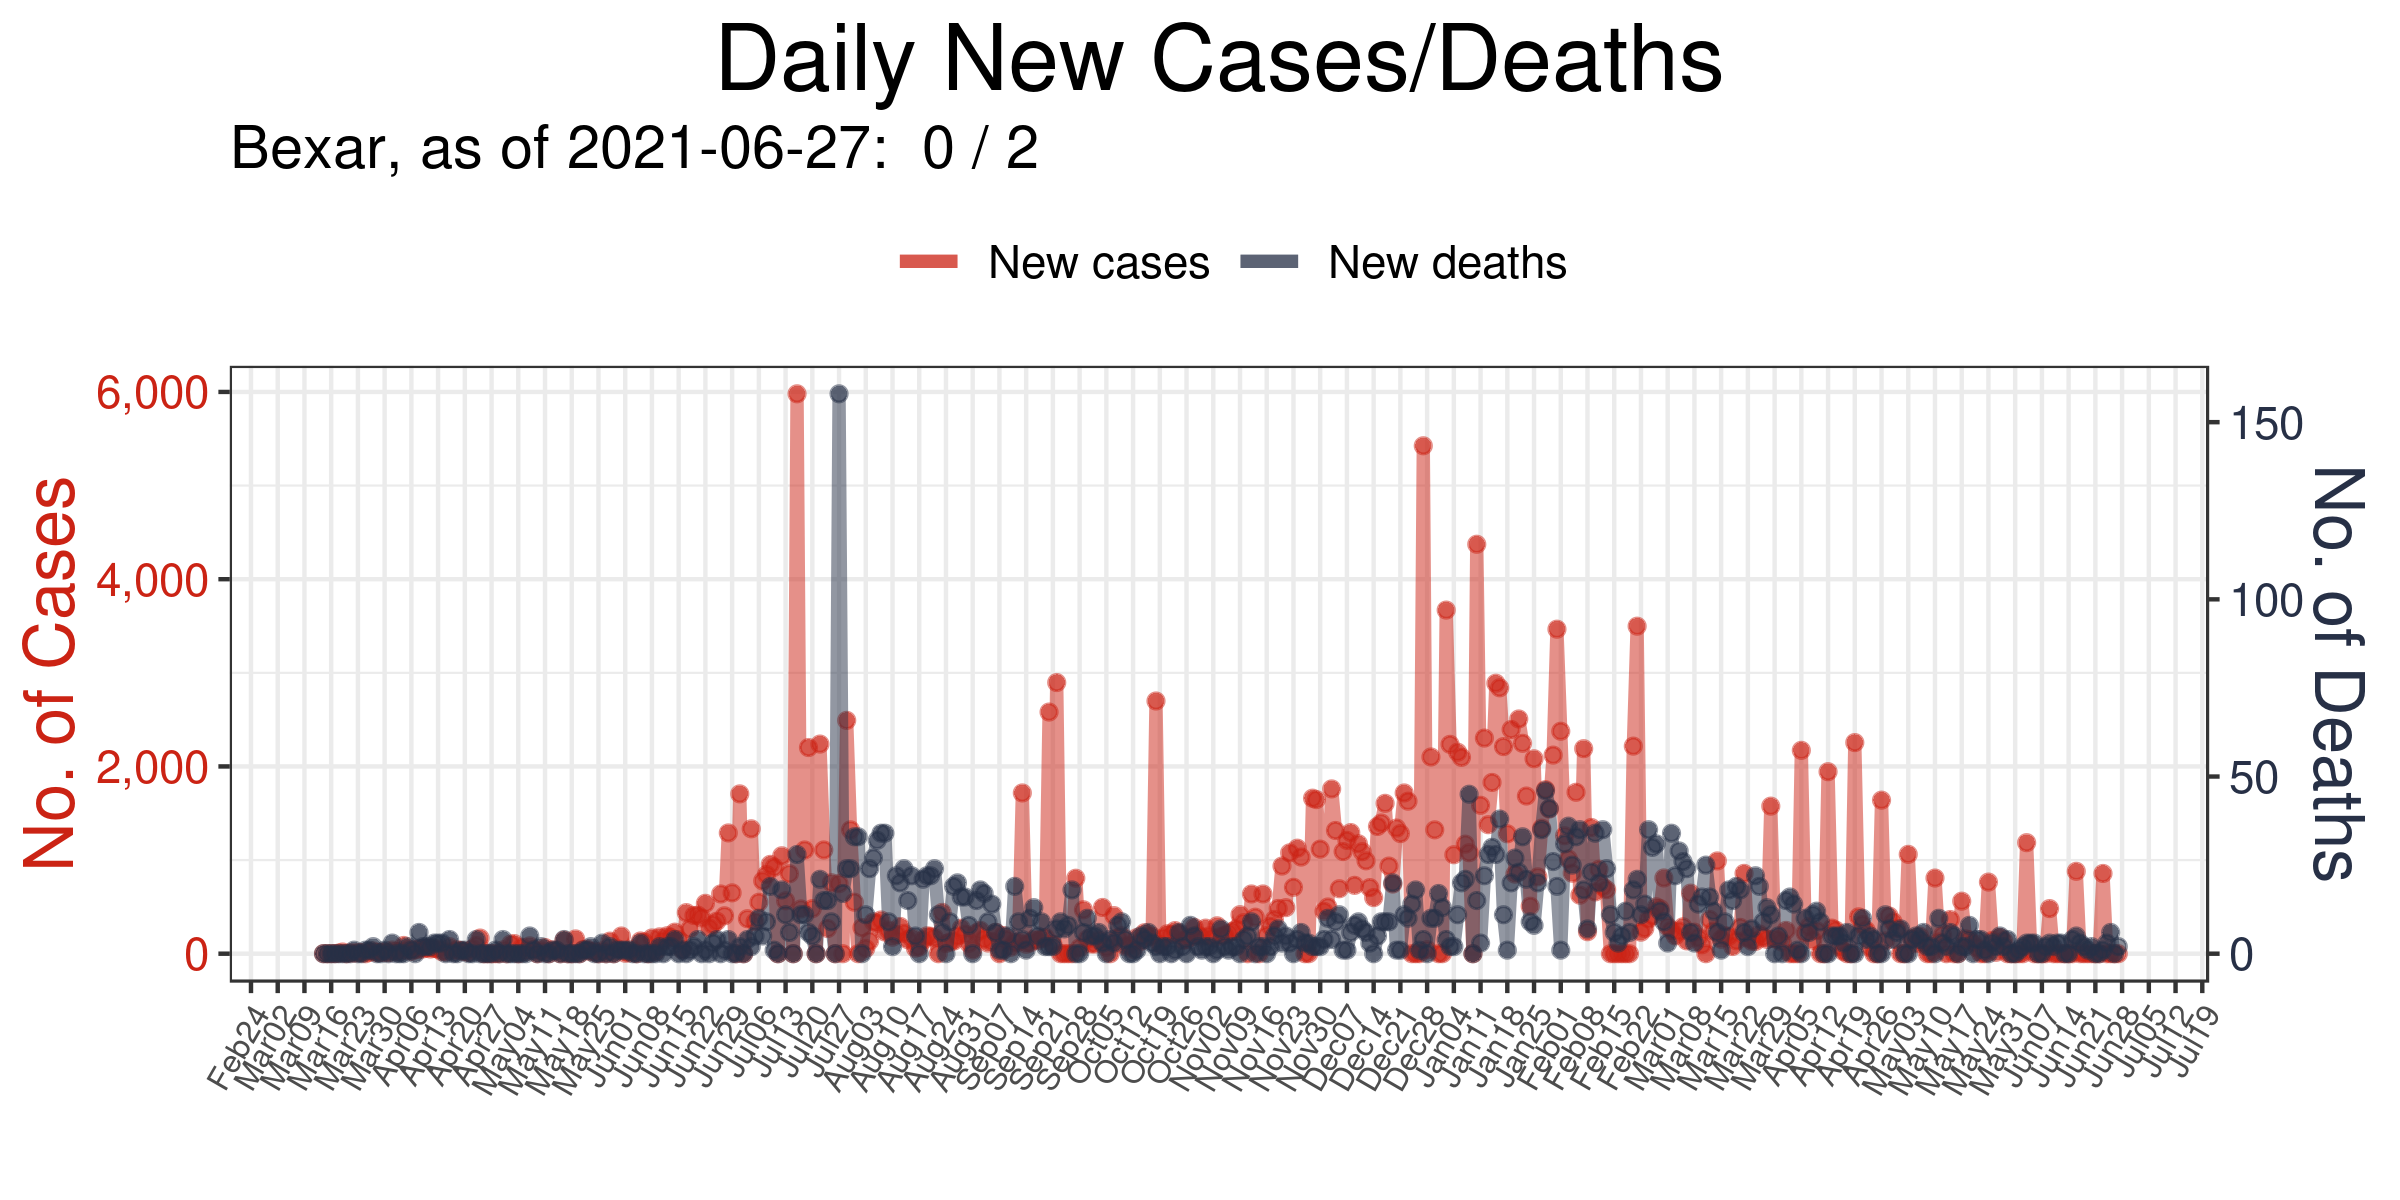 Daily New Cases/Deaths
Bexar, as of 2021-06-27:  0 / 2
New cases
New deaths
No. of Cases
6,000
4,000
2,000
0
150
100
50
0
No. of Deaths
Feb24
Mar02
Mar09
Mar16
Mar23
Mar30
Apr06
Apr13
Apr20
Apr27
May04
May11
May18
May25
Jun01
Jun08
Jun15
Jun22
Jun29
Jul06
Jul13
Jul20
Jul27
Aug03
Aug10
Aug17
Aug24
Aug31
Sep07
Sep14
Sep21
Sep28
Oct05
Oct12
Oct19
Oct26
Nov02
Nov09
Nov16
Nov23
Nov30
Dec07
Dec14
Dec21
Dec28
Jan04
Jan11
Jan18
Jan25
Feb01
Feb08
Feb15
Feb22
Mar01
Mar08
Mar15
Mar22
Mar29
Apr05
Apr12
Apr19
Apr26
May03
May10
May17
May24
May31
Jun07
Jun14
Jun21
Jun28
Jul05
Jul12
Jul19